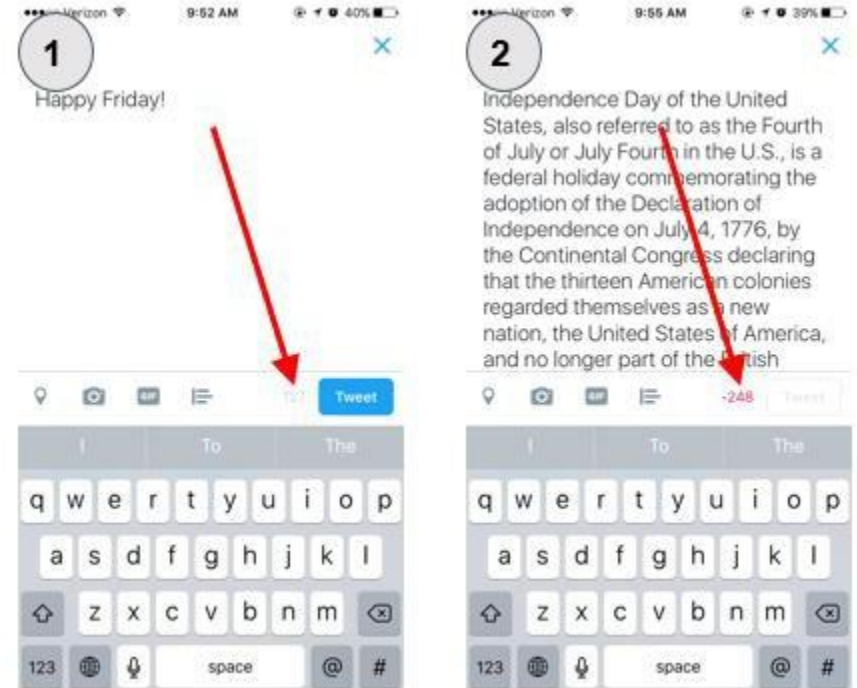 Verizon 9:52 AM 40%
1
Happy Friday!
GIF Tweet
I To The
q w e r t y u i o p
a s d f g h j k l
z x c v b n m
123 space @ #
Verizon 9:55 AM 39%
2
Independence Day of the United
States, also referred to as the Fourth
of July or July Fourth in the U.S., is a
federal holiday commemorating the
adoption of the Declaration of
Independence on July 4, 1776, by
the Continental Congress declaring
that the thirteen American colonies
regarded themselves as a new
nation, the United States of America,
and no longer part of the British
GIF -248 Tweet
I To The
q w e r t y u i o p
a s d f g h j k l
z x c v b n m
123 space @ #